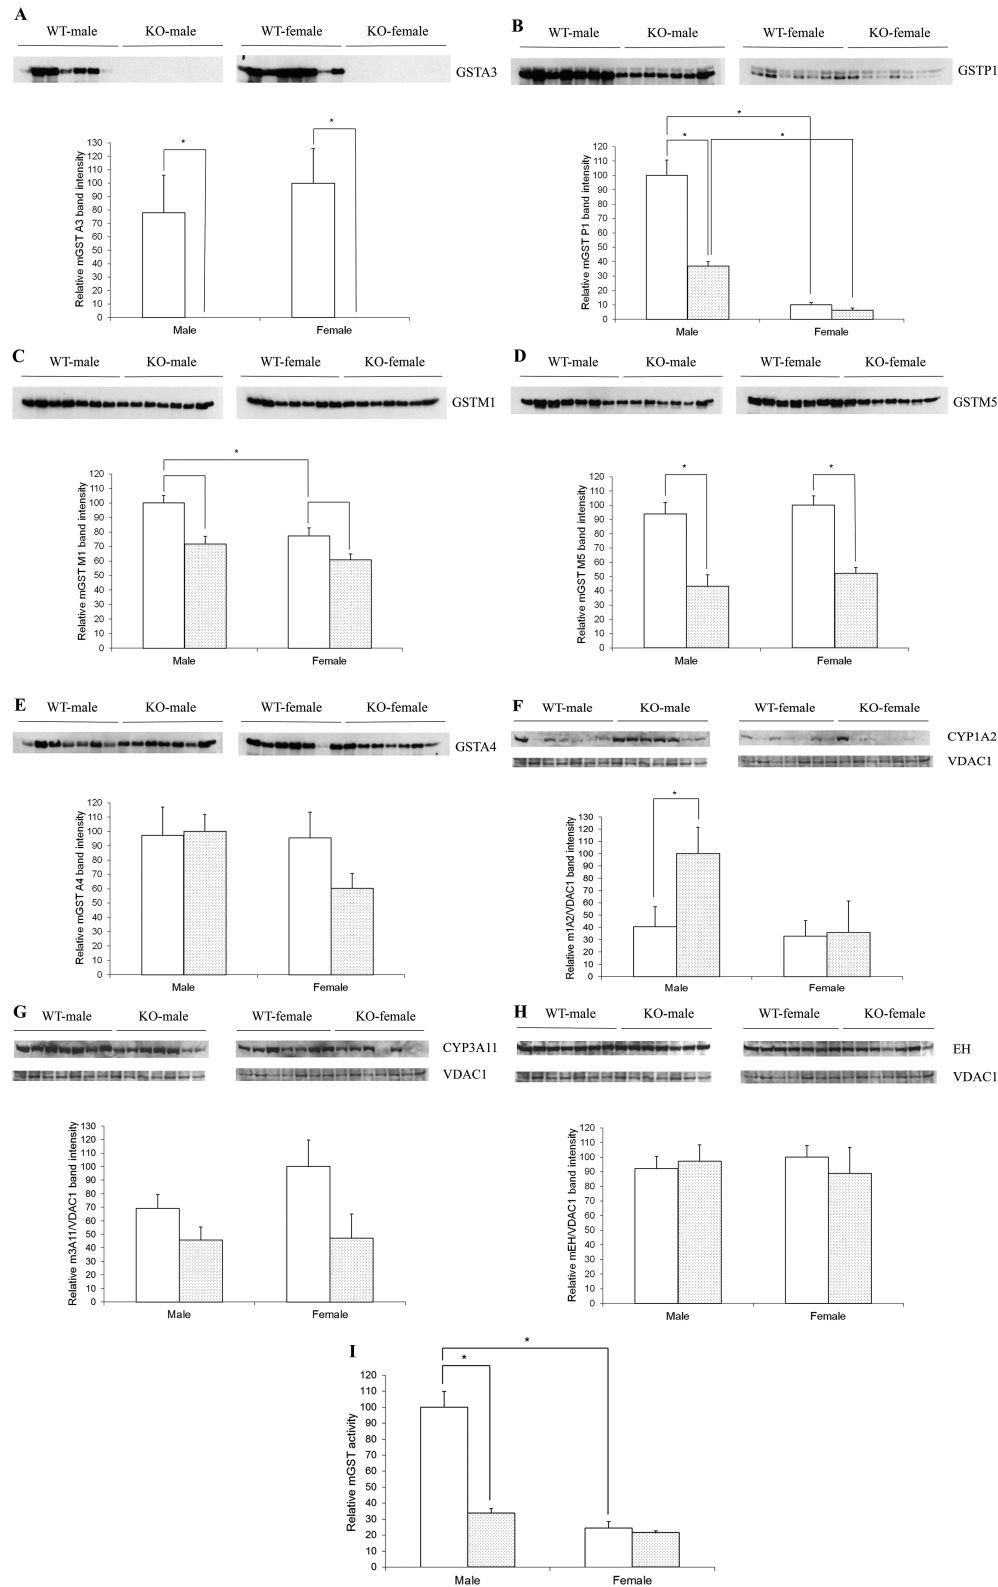 A
WT-male KO-male WT-female KO-female
GSTA3
*
*
Relative mGST A3 band intensity
130
120
110
100
90
80
70
60
50
40
30
20
10
0
Male Female
B
WT-male KO-male WT-female KO-female
GSTP1
*
*
*
Relative mGST P1 band intensity
120
110
100
90
80
70
60
50
40
30
20
10
0
Male Female
C
WT-male KO-male WT-female KO-female
GSTM1
*
Relative mGST M1 band intensity
120
110
100
90
80
70
60
50
40
30
20
10
0
Male Female
D
WT-male KO-male WT-female KO-female
GSTM5
*
*
Relative mGST M5 band intensity
120
110
100
90
80
70
60
50
40
30
20
10
0
Male Female
E
WT-male KO-male WT-female KO-female
GSTA4
Relative mGST A4 band intensity
120
110
100
90
80
70
60
50
40
30
20
10
0
Male Female
F
WT-male KO-male WT-female KO-female
CYP1A2
VDAC1
*
Relative m1A2/VDAC1 band intensity
130
120
110
100
90
80
70
60
50
40
30
20
10
0
Male Female
G
WT-male KO-male WT-female KO-female
CYP3A11
VDAC1
Relative m3A11/VDAC1 band intensity
130
120
110
100
90
80
70
60
50
40
30
20
10
0
Male Female
H
WT-male KO-male WT-female KO-female
EH
VDAC1
Relative mEH/VDAC1 band intensity
120
110
100
90
80
70
60
50
40
30
20
10
0
Male Female
I
*
*
Relative mGST activity
120
110
100
90
80
70
60
50
40
30
20
10
0
Male Female